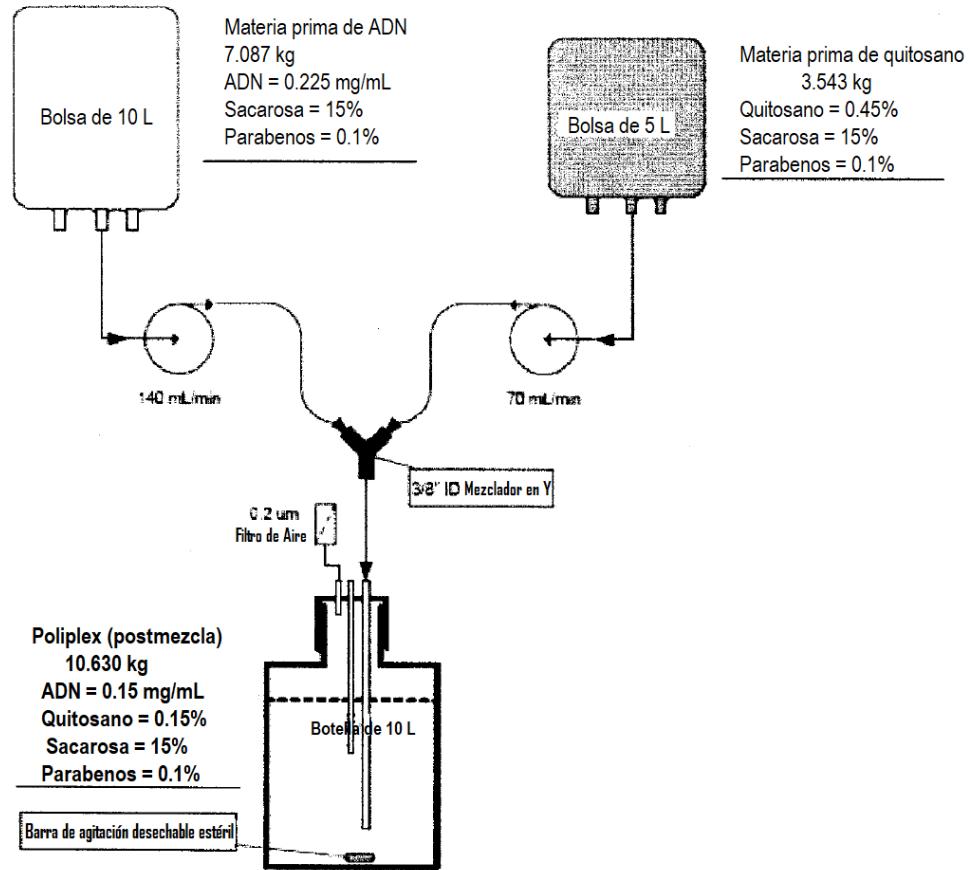 Materia prima de ADN
7.087 kg
ADN = 0.225 mg/mL
Sacarosa = 15%
Parabenos = 0.1%
Bolsa de 10 L
Materia prima de quitosano
3.543 kg
Quitosano = 0.45%
Sacarosa = 15%
Parabenos = 0.1%
Bolsa de 5 L
140 mL/min
70 mL/min
3/8" ID Mezclador en Y
0.2 um
Filtro de Aire
Poliplex (postmezcla)
10.630 kg
ADN = 0.15 mg/mL
Quitosano = 0.15%
Sacarosa = 15%
Parabenos = 0.1%
Botella de 10 L
Barra de agitación desechable estéril